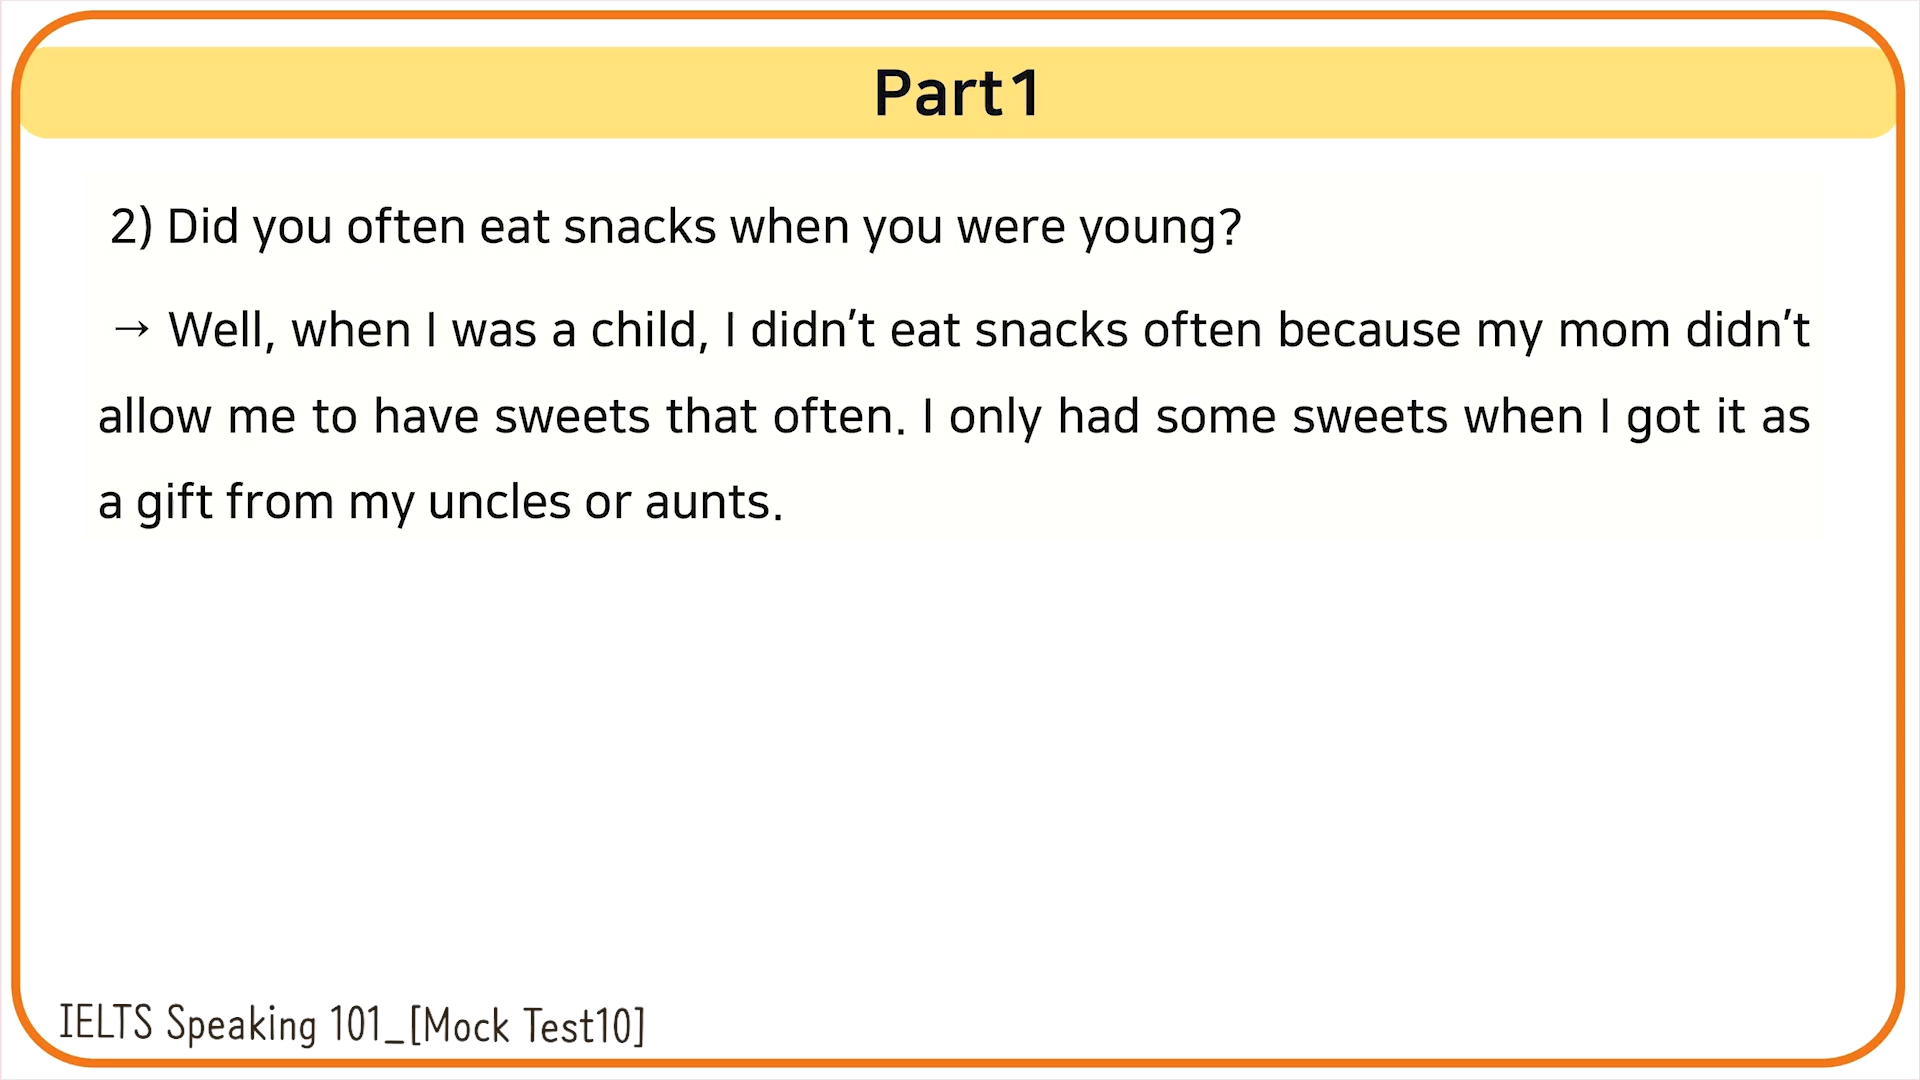 Part1
2) Did you often eat snacks when you were young?
→ Well, when I was a child, I didn’t eat snacks often because my mom didn’t
allow me to have sweets that often. I only had some sweets when I got it as
a gift from my uncles or aunts.
IELTS Speaking 101_[Mock Test10]